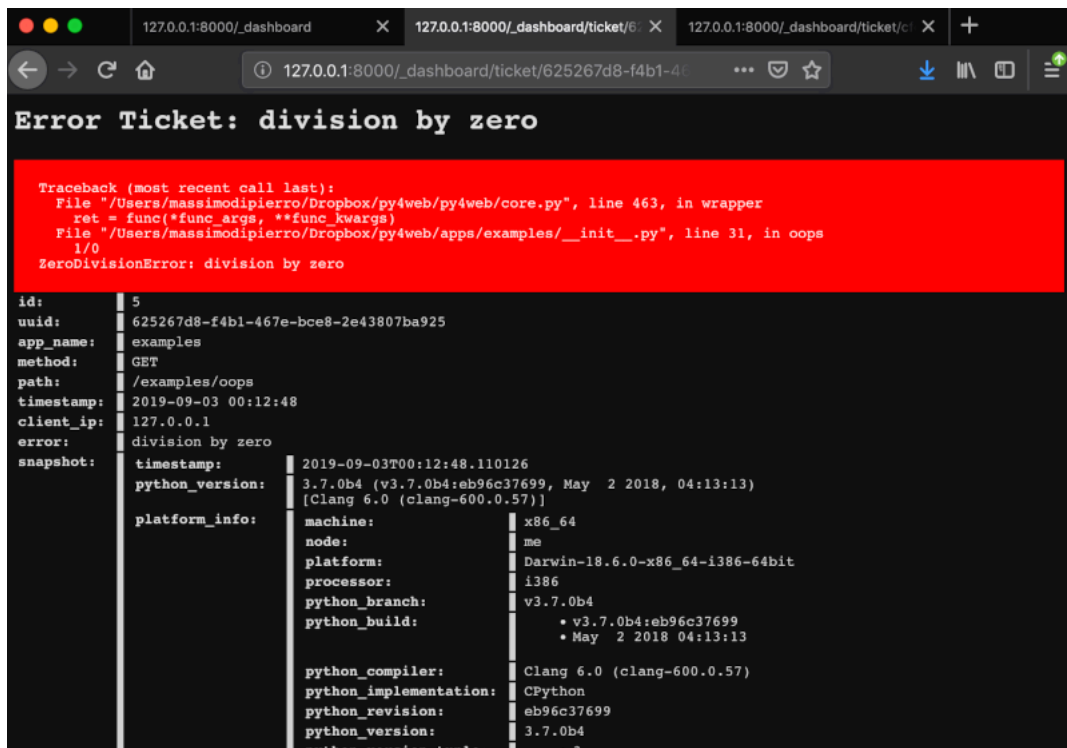 127.0.0.1:8000/_dashboard
127.0.0.1:8000/_dashboard/ticket/62
127.0.0.1:8000/_dashboard/ticket/cf
127.0.0.1:8000/_dashboard/ticket/625267d8-f4b1-46
Error Ticket: division by zero
Traceback (most recent call last):
File "/Users/massimodipierro/Dropbox/py4web/py4web/core.py", line 463, in wrapper
ret = func(*func_args, **func_kwargs)
File "/Users/massimodipierro/Dropbox/py4web/apps/examples/__init__.py", line 31, in oops
1/0
ZeroDivisionError: division by zero
id: 5
uuid: 625267d8-f4b1-467e-bce8-2e43807ba925
app_name: examples
method: GET
path: /examples/oops
timestamp: 2019-09-03 00:12:48
client_ip: 127.0.0.1
error: division by zero
snapshot: timestamp: 2019-09-03T00:12:48.110126
python_version: 3.7.0b4 (v3.7.0b4:eb96c37699, May 2 2018, 04:13:13)
[Clang 6.0 (clang-600.0.57)]
platform_info: machine: x86_64
node: me
platform: Darwin-18.6.0-x86_64-i386-64bit
processor: i386
python_branch: v3.7.0b4
python_build: • v3.7.0b4:eb96c37699
• May 2 2018 04:13:13
python_compiler: Clang 6.0 (clang-600.0.57)
python_implementation: CPython
python_revision: eb96c37699
python_version: 3.7.0b4